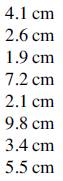 4.1 cm
2.6 cm
1.9 cm
7.2 cm
2.1 cm
9.8 cm
3.4 cm
5.5 cm